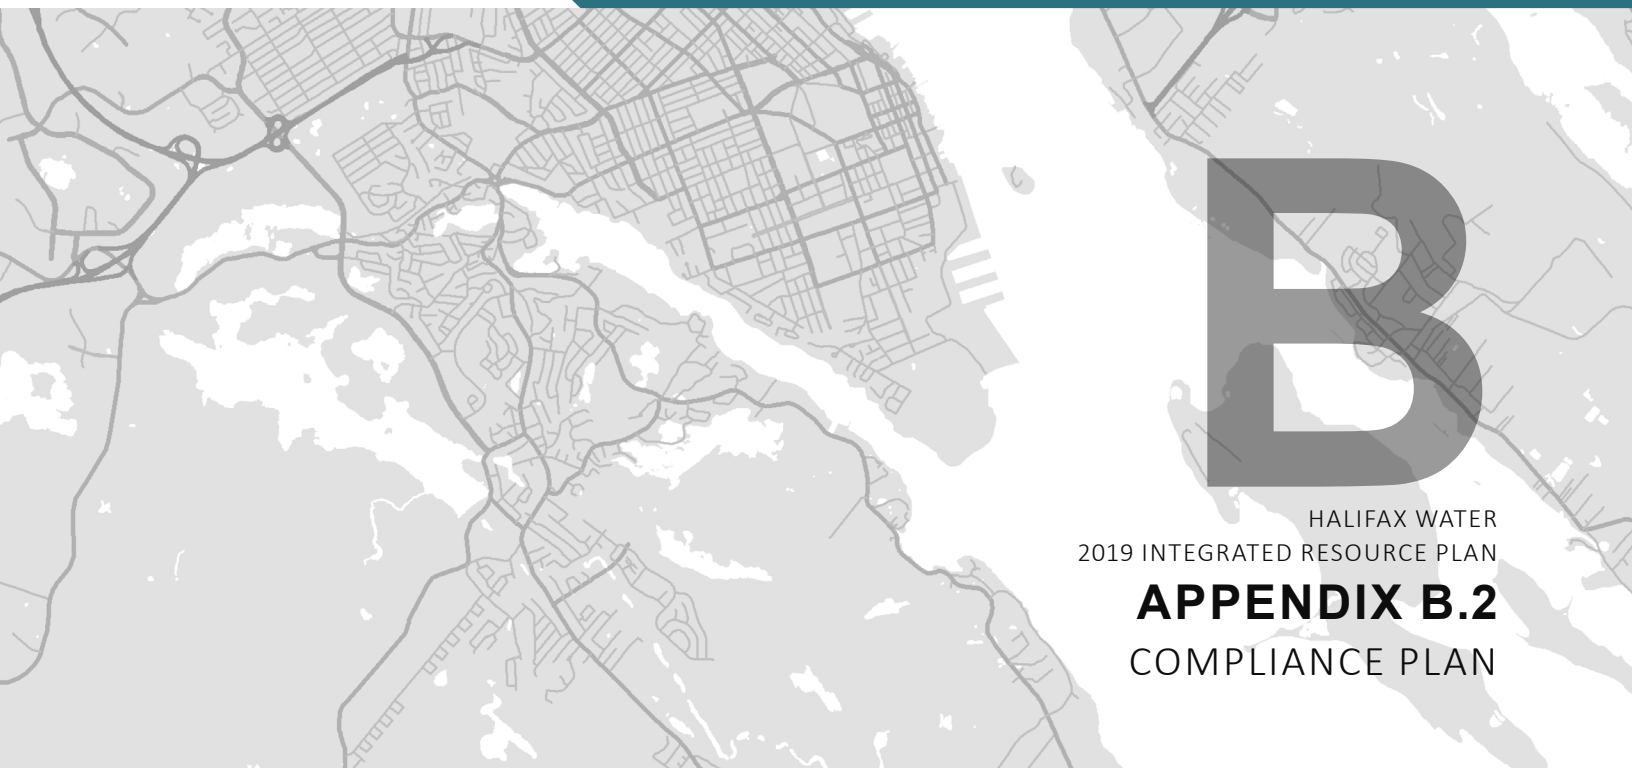 B
HALIFAX WATER
2019 INTEGRATED RESOURCE PLAN
APPENDIX B.2
COMPLIANCE PLAN